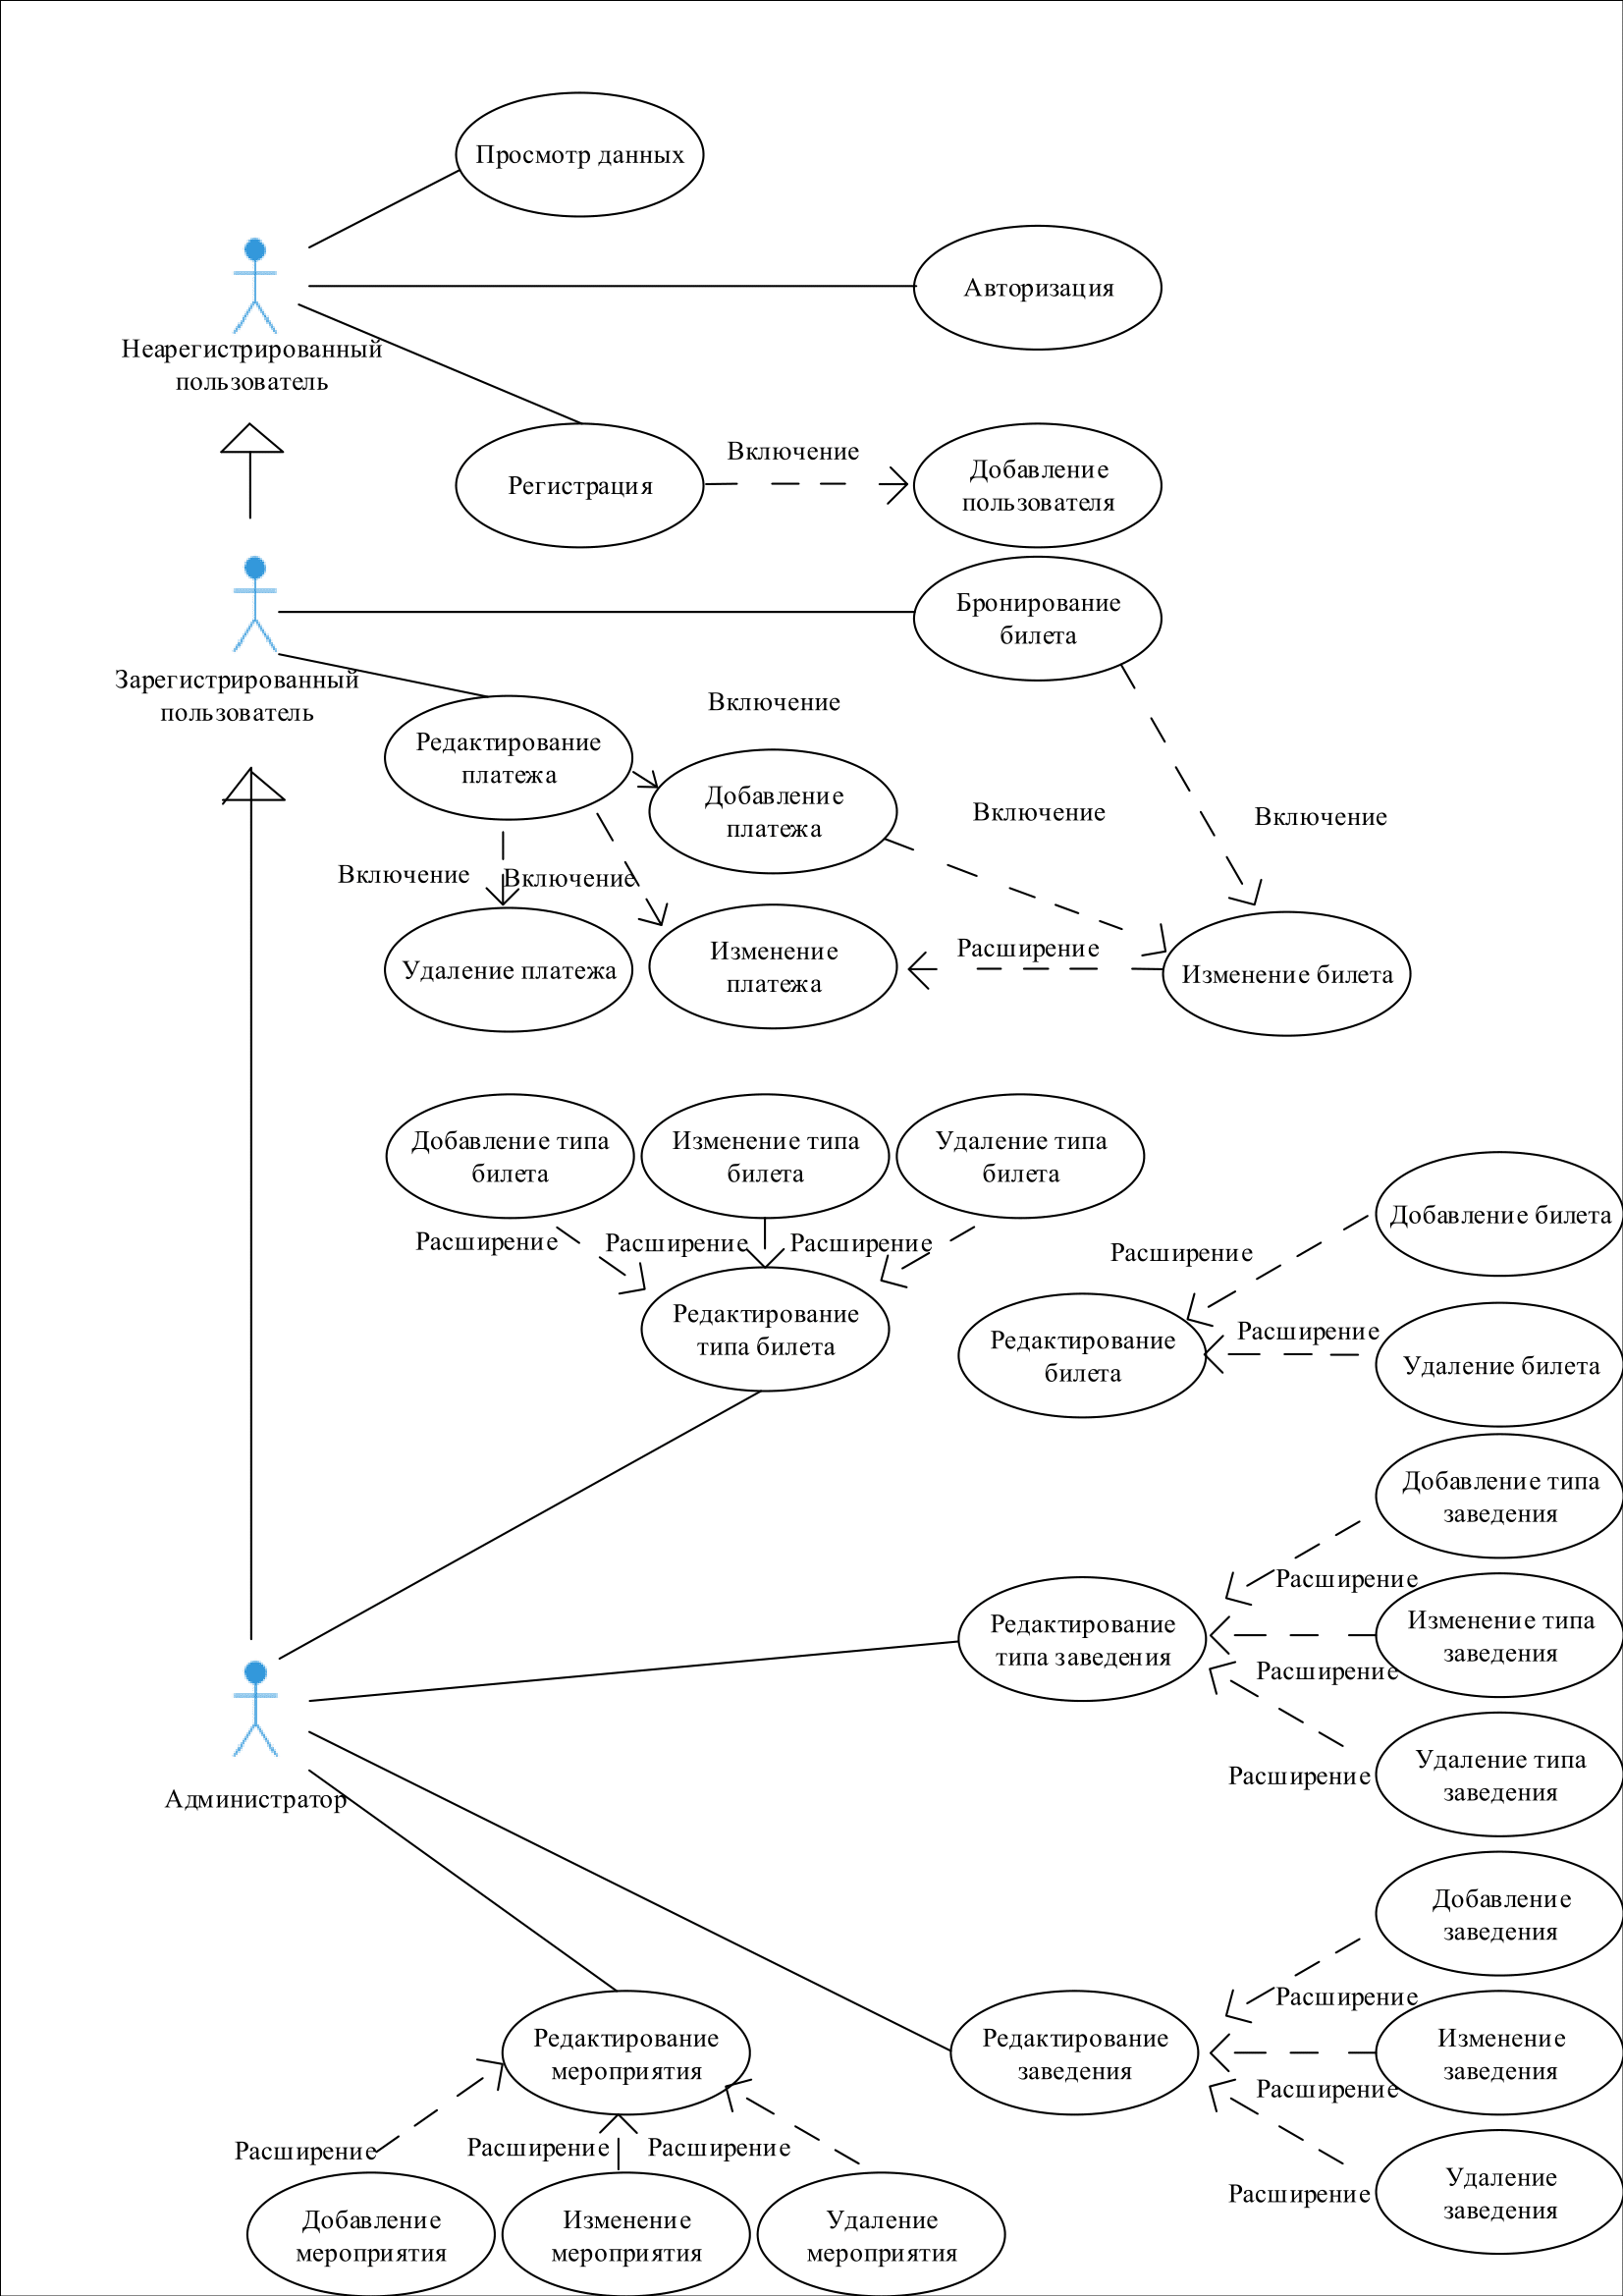 Просмотр данных
Авторизация
Неарегистрированный
пользователь
Регистрация
Включение
Добавление
пользователя
Бронирование
билета
Зарегистрированный
пользователь
Включение
Редактирование
платежа
Добавление
платежа
Включение
Включение
Включение
Включение
Удаление платежа
Изменение
платежа
Расширение
Изменение билета
Добавление типа
билета
Изменение типа
билета
Удаление типа
билета
Расширение
Расширение
Расширение
Редактирование
типа билета
Добавление билета
Расширение
Расширение
Редактирование
билета
Удаление билета
Добавление типа
заведения
Расширение
Редактирование
типа заведения
Изменение типа
заведения
Расширение
Удаление типа
заведения
Расширение
Администратор
Добавление
заведения
Расширение
Редактирование
мероприятия
Редактирование
заведения
Изменение
заведения
Расширение
Расширение
Расширение
Расширение
Удаление
заведения
Расширение
Добавление
мероприятия
Изменение
мероприятия
Удаление
мероприятия